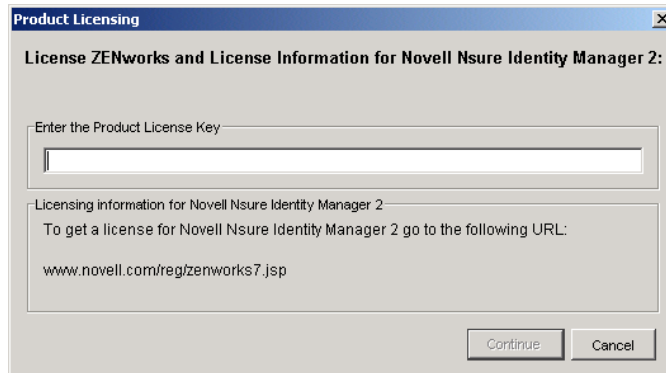 Product Licensing
License ZENworks and License Information for Novell Nsure Identity Manager 2:
Enter the Product License Key
Licensing information for Novell Nsure Identity Manager 2
To get a license for Novell Nsure Identity Manager 2 go to the following URL:
www.novell.com/reg/zenworks7.jsp
Continue Cancel